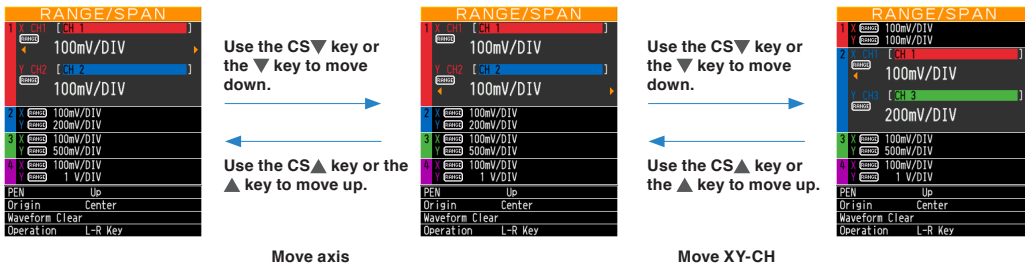 RANGE/SPAN
1 X CH1 [CH 1 ]
RANGE
100mV/DIV
Y CH2 [CH 2 ]
RANGE
100mV/DIV
2 X RANGE 100mV/DIV
Y RANGE 200mV/DIV
3 X RANGE 100mV/DIV
Y RANGE 500mV/DIV
4 X RANGE 100mV/DIV
Y RANGE 1 V/DIV
PEN Up
Origin Center
Waveform Clear
Operation L-R Key
Use the CS▼ key or
the ▼ key to move
down.
Use the CS▲ key or the
▲ key to move up.
Move axis
RANGE/SPAN
1 X CH1 [CH 1 ]
RANGE
100mV/DIV
Y CH2 [CH 2 ]
RANGE
100mV/DIV
2 X RANGE 100mV/DIV
Y RANGE 200mV/DIV
3 X RANGE 100mV/DIV
Y RANGE 500mV/DIV
4 X RANGE 100mV/DIV
Y RANGE 1 V/DIV
PEN Up
Origin Center
Waveform Clear
Operation L-R Key
Use the CS▼ key or
the ▼ key to move
down.
Use the CS▲ key or
the ▲ key to move up.
Move XY-CH
RANGE/SPAN
1 X RANGE 100mV/DIV
Y RANGE 100mV/DIV
2 X CH1 [CH 1 ]
RANGE
100mV/DIV
Y CH3 [CH 3 ]
RANGE
200mV/DIV
3 X RANGE 100mV/DIV
Y RANGE 500mV/DIV
4 X RANGE 100mV/DIV
Y RANGE 1 V/DIV
PEN Up
Origin Center
Waveform Clear
Operation L-R Key